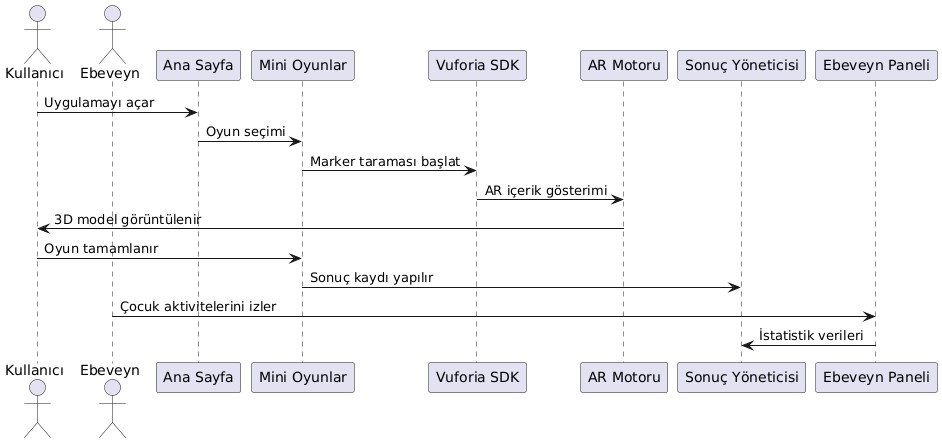 Kullanıcı
Ebeveyn
Ana Sayfa
Mini Oyunlar
Vuforia SDK
AR Motoru
Sonuç Yöneticisi
Ebeveyn Paneli
Uygulamayı açar
Oyun seçimi
Marker taraması başlat
AR içerik gösterimi
3D model görüntülenir
Oyun tamamlanır
Sonuç kaydı yapılır
Çocuk aktivitelerini izler
İstatistik verileri
Kullanıcı
Ebeveyn
Ana Sayfa
Mini Oyunlar
Vuforia SDK
AR Motoru
Sonuç Yöneticisi
Ebeveyn Paneli